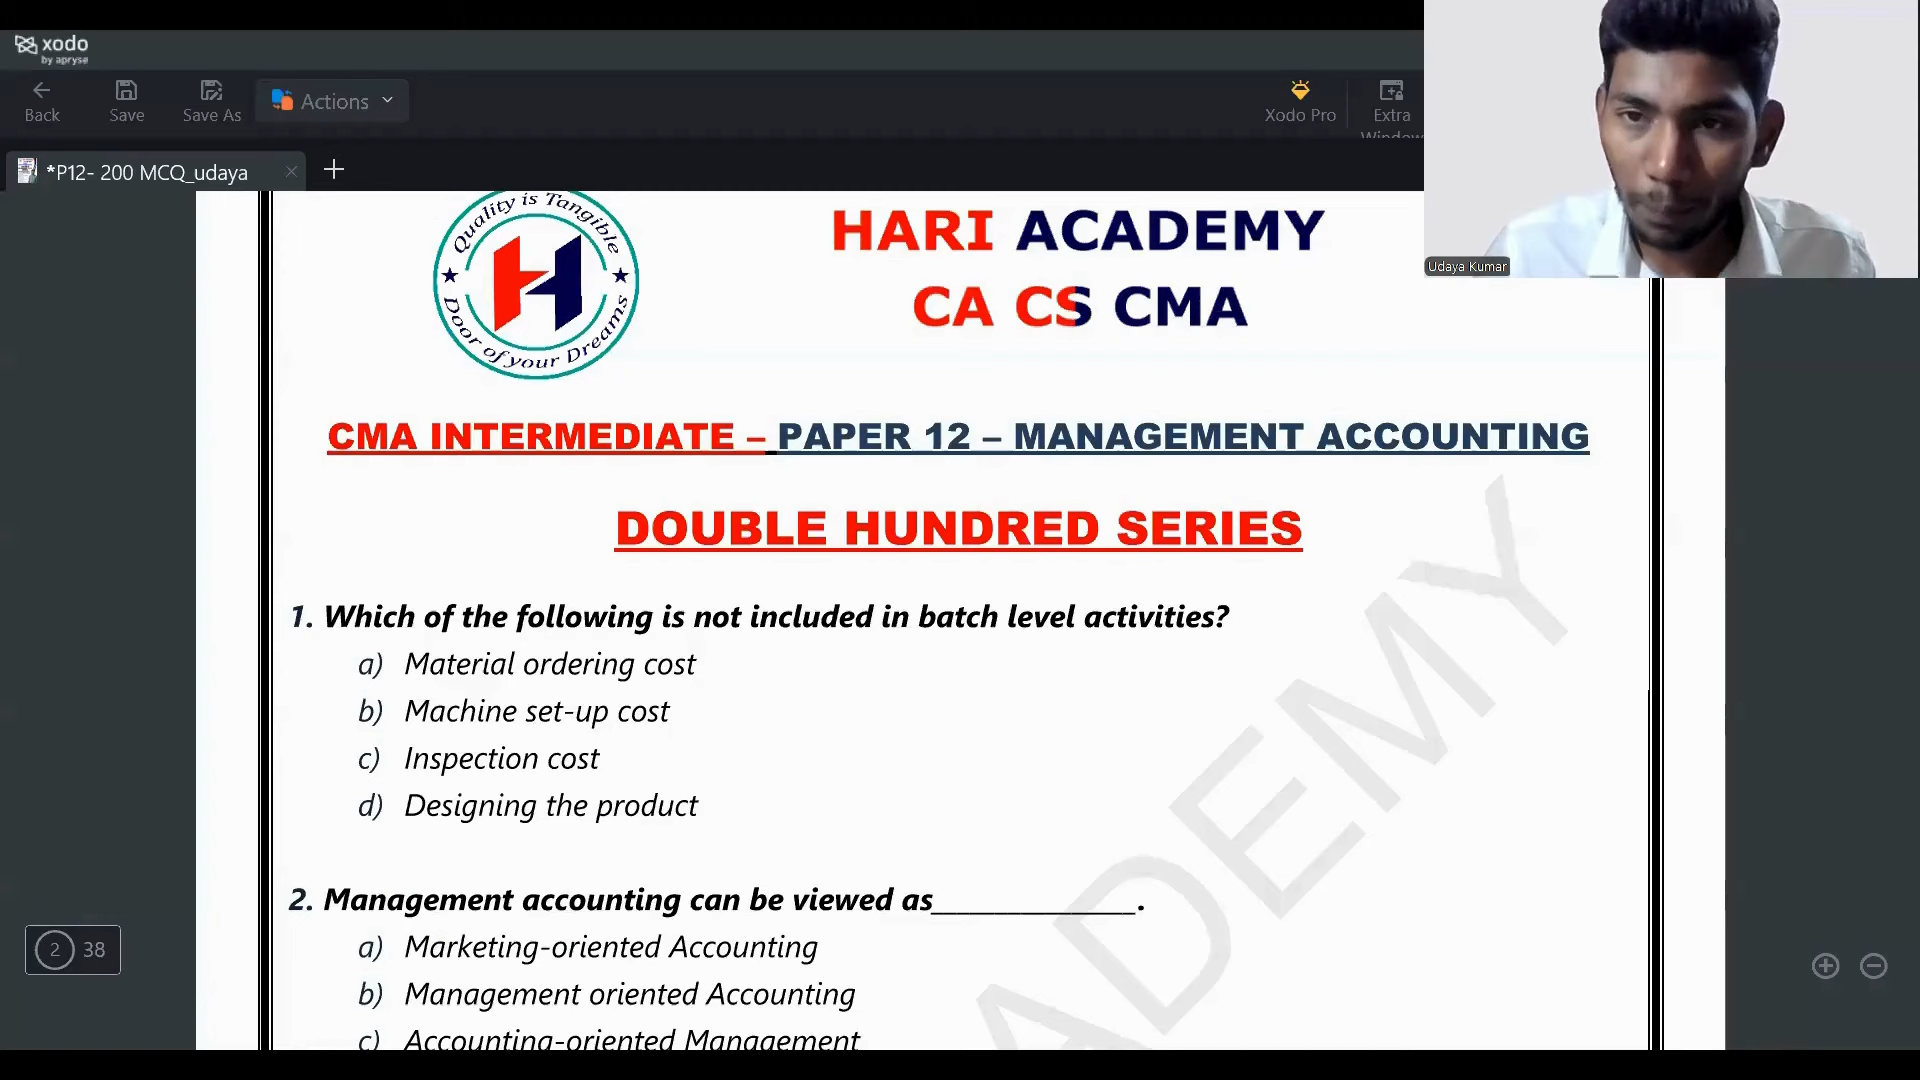 xodo
by apryse
Back
Save
Save As
Actions
Xodo Pro
Extra
Window
*P12- 200 MCQ_udaya
Udaya Kumar
Quality is Tangible
Door of your Dreams
HARI ACADEMY
CA CS CMA
CMA INTERMEDIATE – PAPER 12 – MANAGEMENT ACCOUNTING
DOUBLE HUNDRED SERIES
1. Which of the following is not included in batch level activities?
a) Material ordering cost
b) Machine set-up cost
c) Inspection cost
d) Designing the product
2. Management accounting can be viewed as______________.
a) Marketing-oriented Accounting
b) Management oriented Accounting
c) Accounting-oriented Management
ADEMY
2 38